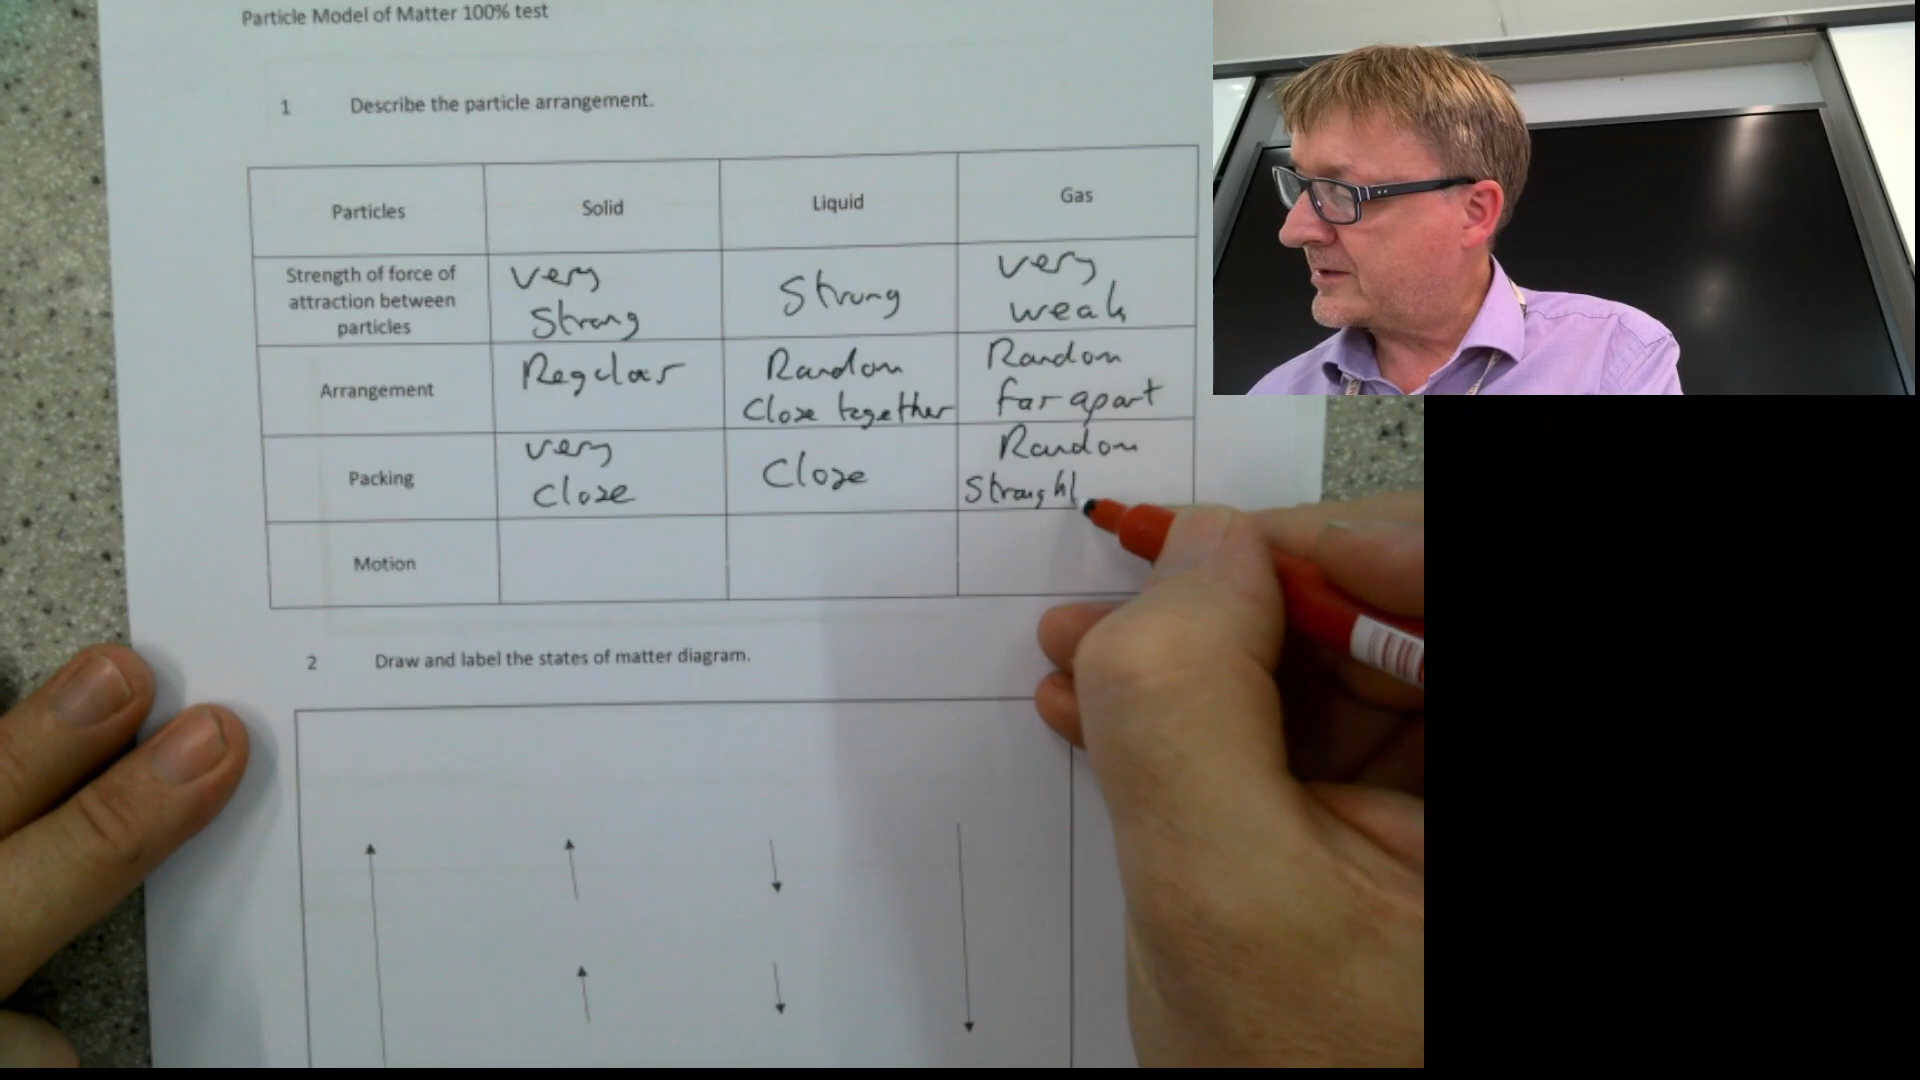 Particle Model of Matter 100% test
1 Describe the particle arrangement.
Particles Solid Liquid Gas
Strength of force of
attraction between
particles
very
Strong
Strong
very
weak
Arrangement
Regular
Random
Close together
Random
far apart
Packing
very
Close
Close
Random
Straight
Motion
2 Draw and label the states of matter diagram.